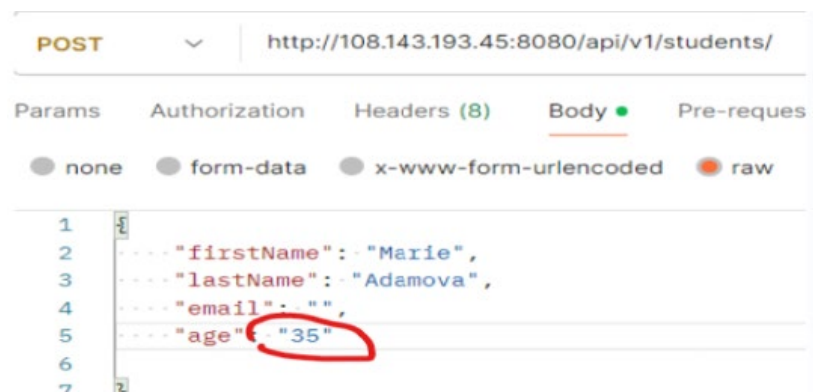 POST http://108.143.193.45:8080/api/v1/students/
Params Authorization Headers (8) Body Pre-reques
none form-data x-www-form-urlencoded raw
1 {
2 "firstName": "Marie",
3 "lastName": "Adamova",
4 "email": "",
5 "age": "35"
6
7 }